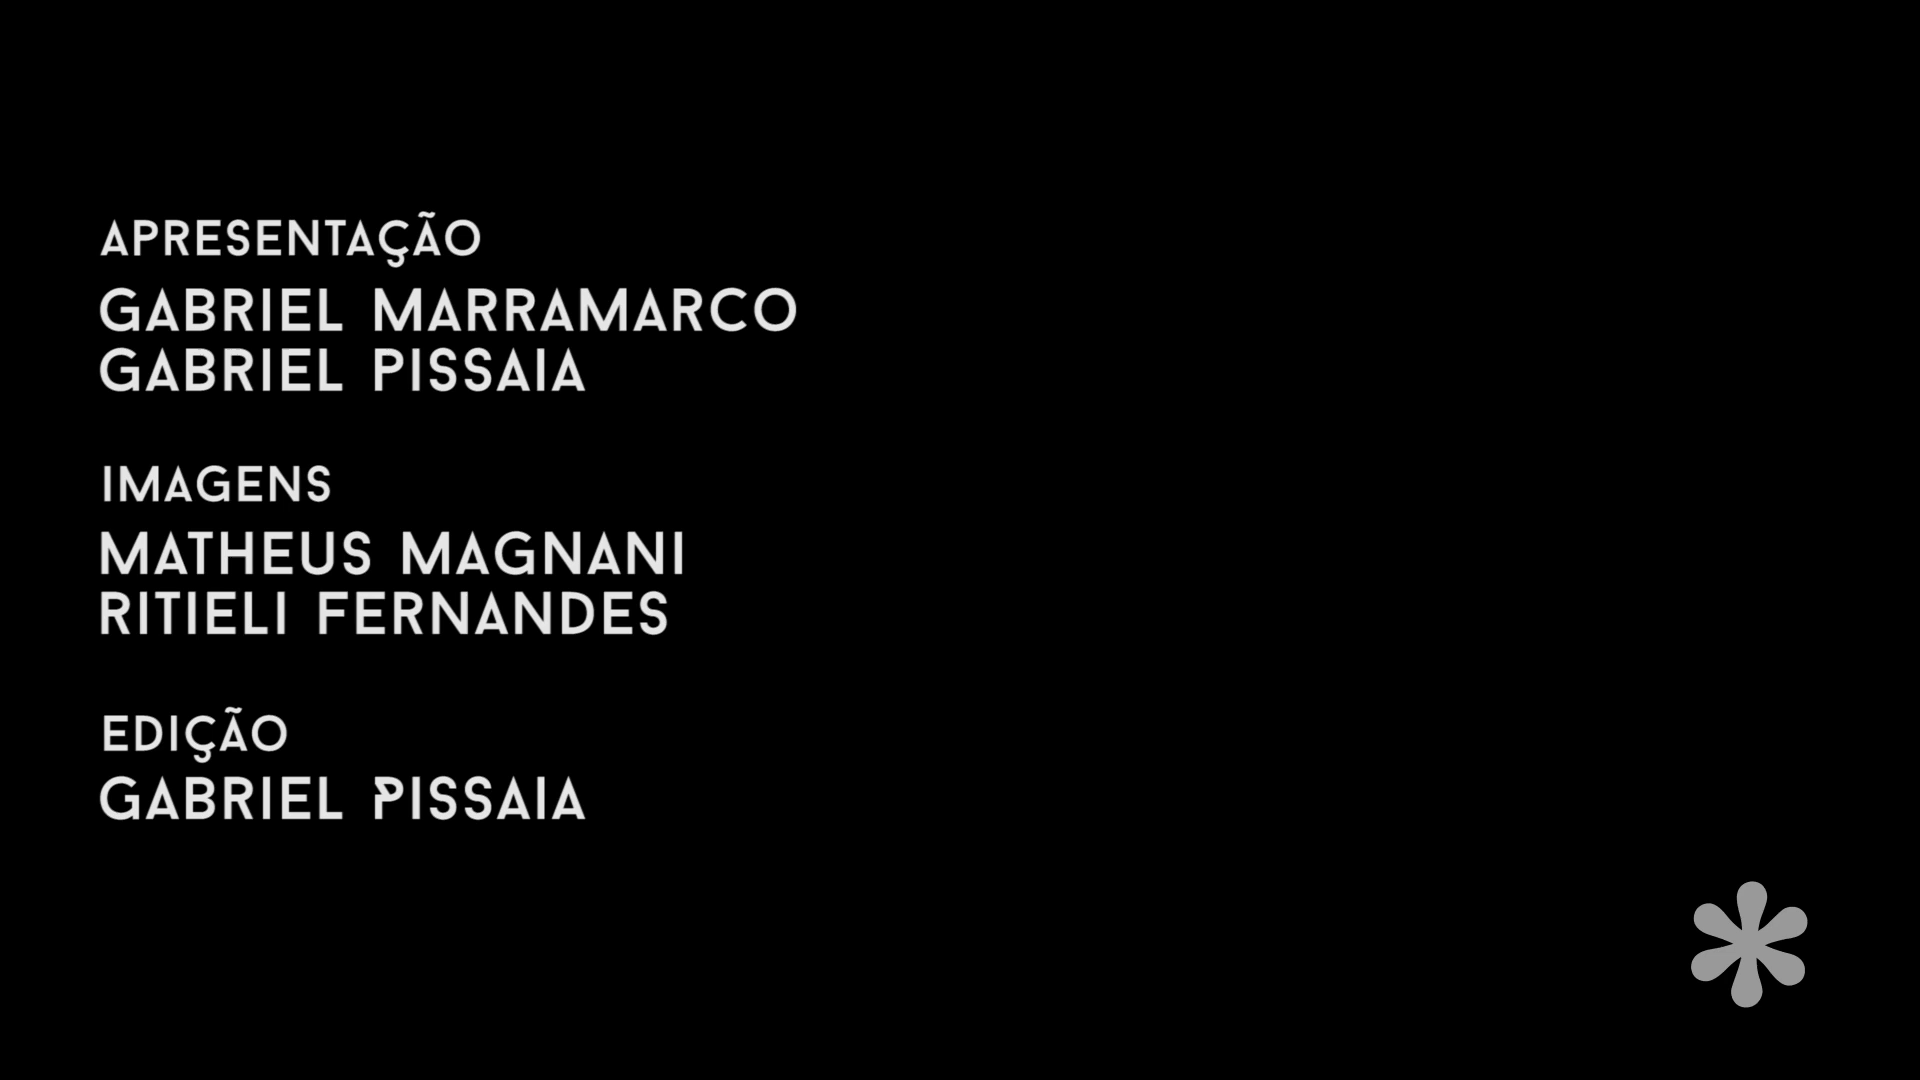 APRESENTAÇÃO
GABRIEL MARRAMARCO
GABRIEL PISSAIA
IMAGENS
MATHEUS MAGNANI
RITIELI FERNANDES
EDIÇÃO
GABRIEL PISSAIA